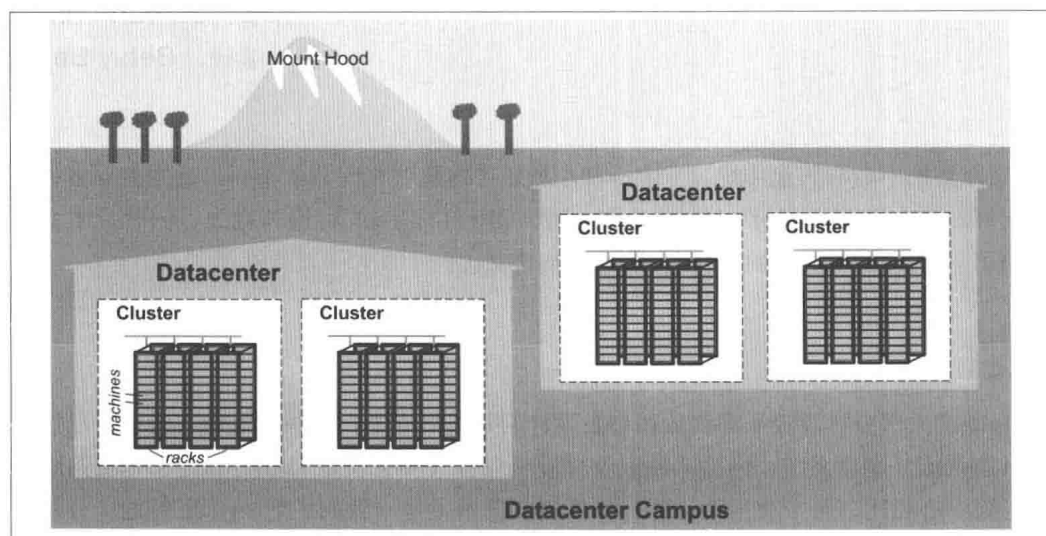 Mount Hood
Datacenter
Cluster
Cluster
Datacenter
Cluster
Cluster
machines
racks
Datacenter Campus